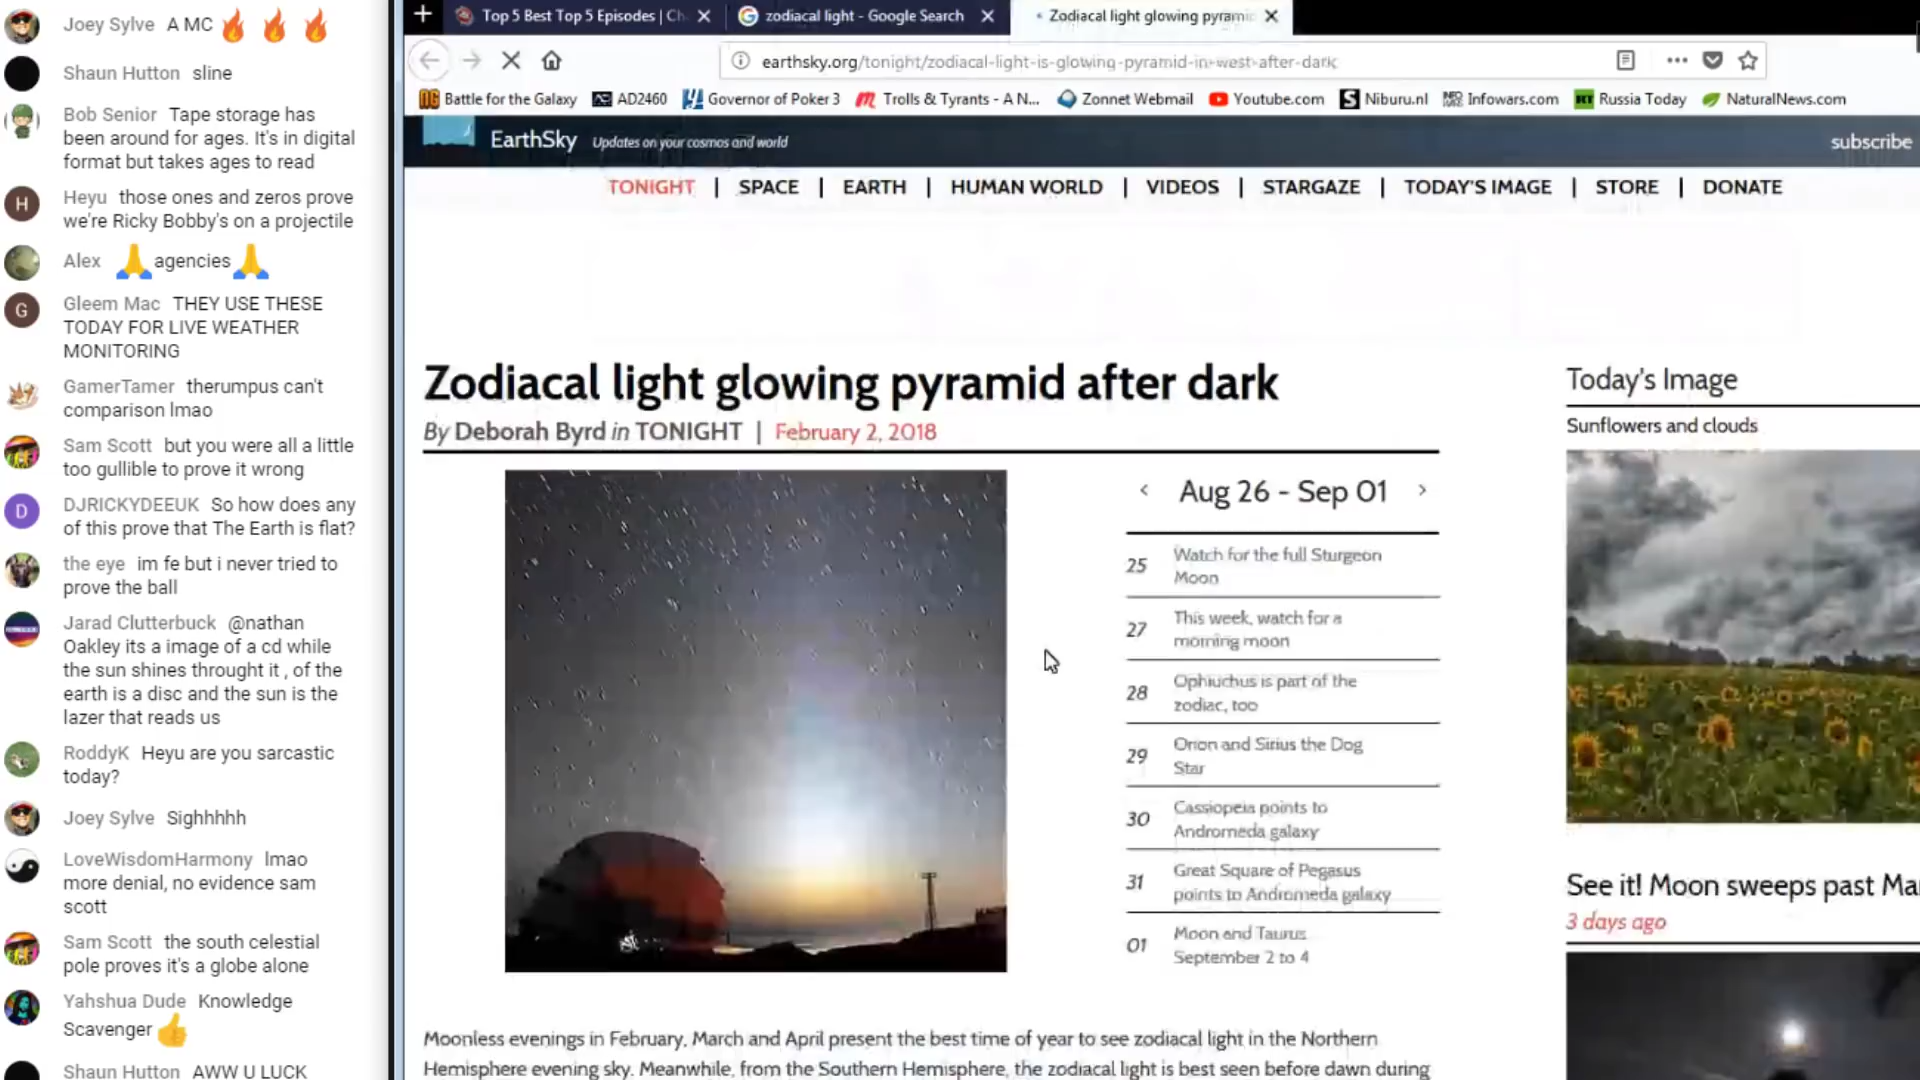 Joey Sylve A MC
Shaun Hutton sline
Bob Senior Tape storage has
been around for ages. It's in digital
format but takes ages to read
Heyu those ones and zeros prove
we're Ricky Bobby's on a projectile
Alex agencies
Gleem Mac THEY USE THESE
TODAY FOR LIVE WEATHER
MONITORING
GamerTamer therumpus can't
comparison lmao
Sam Scott but you were all a little
too gullible to prove it wrong
DJRICKYDEEUK So how does any
of this prove that The Earth is flat?
the eye im fe but i never tried to
prove the ball
Jarad Clutterbuck @nathan
Oakley its a image of a cd while
the sun shines throught it , of the
earth is a disc and the sun is the
lazer that reads us
RoddyK Heyu are you sarcastic
today?
Joey Sylve Sighhhhh
LoveWisdomHarmony lmao
more denial, no evidence sam
scott
Sam Scott the south celestial
pole proves it's a globe alone
Yahshua Dude Knowledge
Scavenger
Shaun Hutton AWW U LUCK
Top 5 Best Top 5 Episodes | Ch
zodiacal light - Google Search
Zodiacal light glowing pyramid
earthsky.org/tonight/zodiacal-light-is-glowing-pyramid-in-west-after-dark
Battle for the Galaxy AD2460 Governor of Poker 3 Trolls & Tyrants - A N... Zonnet Webmail Youtube.com Niburu.nl Infowars.com Russia Today NaturalNews.com
EarthSky Updates on your cosmos and world
subscribe
TONIGHT | SPACE | EARTH | HUMAN WORLD | VIDEOS | STARGAZE | TODAY'S IMAGE | STORE | DONATE
Zodiacal light glowing pyramid after dark
By Deborah Byrd in TONIGHT | February 2, 2018
Aug 26 - Sep 01
25 Watch for the full Sturgeon
Moon
27 This week, watch for a
morning moon
28 Ophiuchus is part of the
zodiac, too
29 Orion and Sirius the Dog
Star
30 Cassiopeia points to
Andromeda galaxy
31 Great Square of Pegasus
points to Andromeda galaxy
01 Moon and Taurus
September 2 to 4
Moonless evenings in February, March and April present the best time of year to see zodiacal light in the Northern
Hemisphere evening sky. Meanwhile, from the Southern Hemisphere, the zodiacal light is best seen before dawn during
Today's Image
Sunflowers and clouds
See it! Moon sweeps past Ma
3 days ago